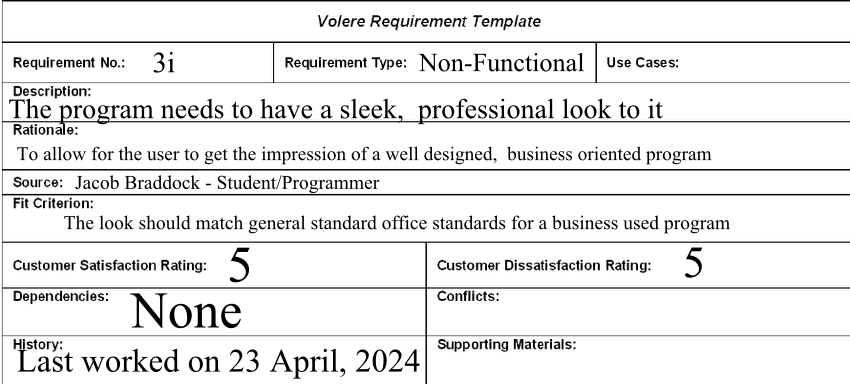 Volere Requirement Template
Requirement No.: 3i Requirement Type: Non-Functional Use Cases:
Description:
The program needs to have a sleek, professional look to it
Rationale:
To allow for the user to get the impression of a well designed, business oriented program
Source: Jacob Braddock - Student/Programmer
Fit Criterion:
The look should match general standard office standards for a business used program
Customer Satisfaction Rating: 5 Customer Dissatisfaction Rating: 5
Dependencies: None Conflicts:
History: Supporting Materials:
Last worked on 23 April, 2024